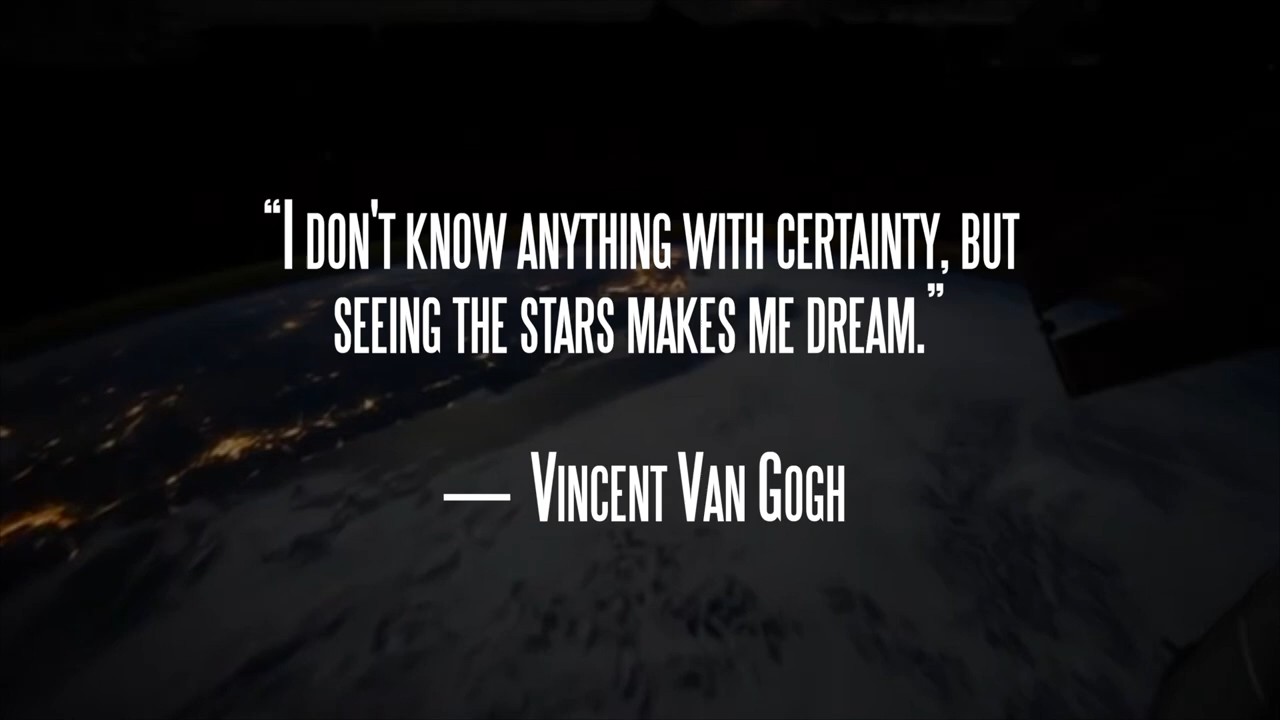 “I don't know anything with certainty, but
seeing the stars makes me dream.”
— Vincent Van Gogh